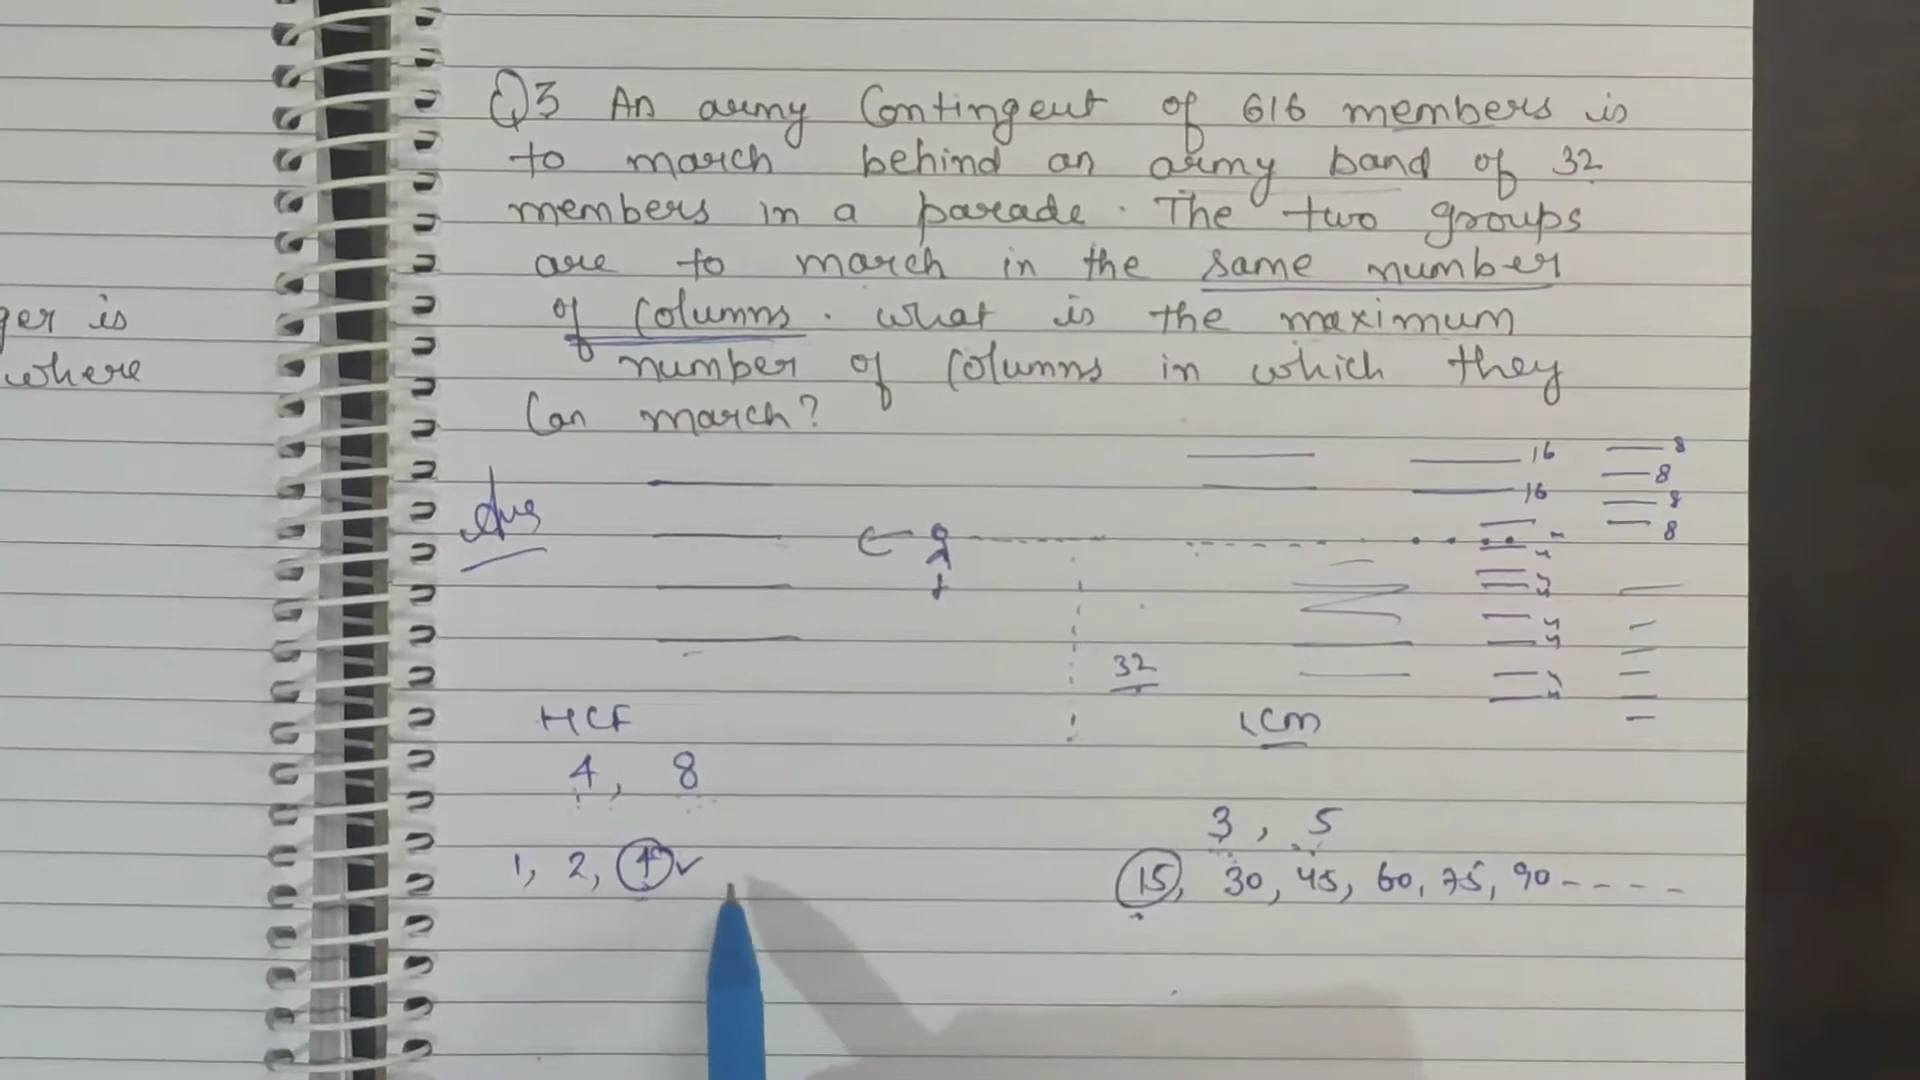 ger is
where
Q3 An army Contingent of 616 members is
to march behind an army band of 32
members in a parade. The two groups
are to march in the same number
of columns. what is the maximum
number of columns in which they
Can march?
Ans
16
16
8
8
8
8
32
HCF
4, 8
1, 2, 4
LCM
3, 5
15, 30, 45, 60, 75, 90----